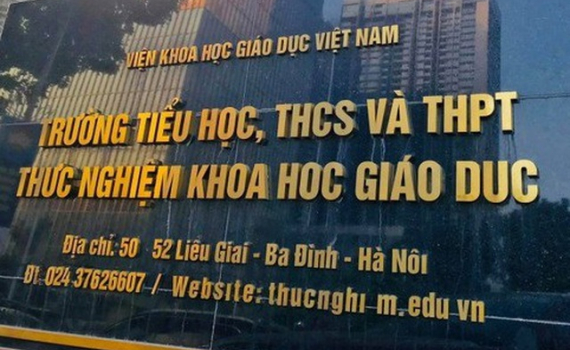 VIỆN KHOA HỌC GIÁO DỤC VIỆT NAM
TRƯỜNG TIỂU HỌC, THCS VÀ THPT
THỰC NGHIỆM KHOA HOC GIÁO DUC
Địa chỉ: 50 52 Liễu Giai - Ba Đình - Hà Nôi
Đt. 024 37626607 / Website: thucnghi m.edu.vn